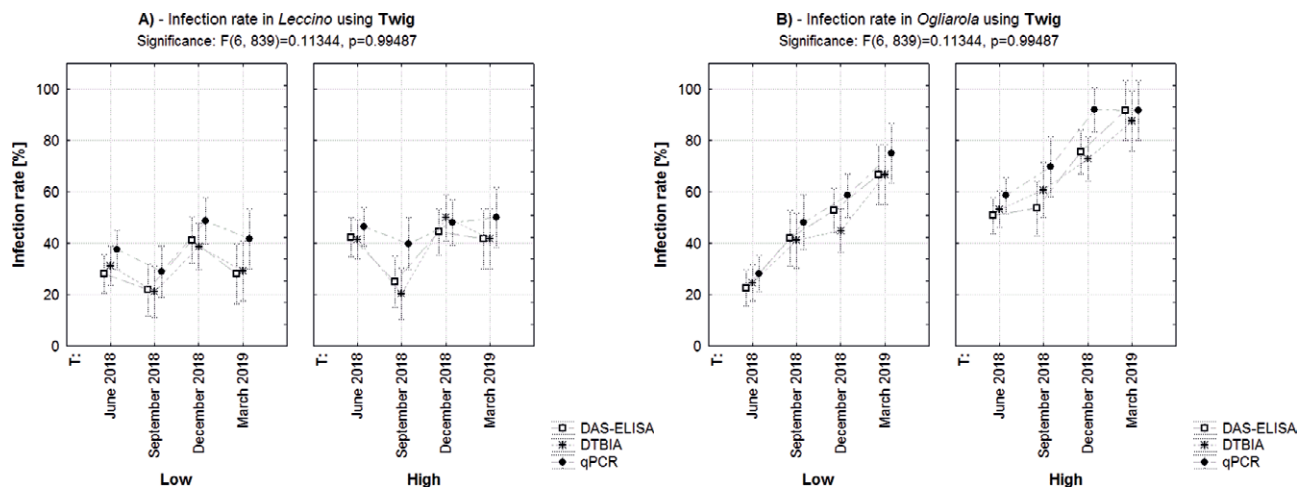 A) - Infection rate in Leccino using Twig
Significance: F(6, 839)=0.11344, p=0.99487
Infection rate [%]
100
80
60
40
20
0
T:
June 2018
September 2018
December 2018
March 2019
Low
T:
June 2018
September 2018
December 2018
March 2019
High
DAS-ELISA
DTBIA
qPCR
B) - Infection rate in Ogliarola using Twig
Significance: F(6, 839)=0.11344, p=0.99487
Infection rate [%]
100
80
60
40
20
0
T:
June 2018
September 2018
December 2018
March 2019
Low
T:
June 2018
September 2018
December 2018
March 2019
High
DAS-ELISA
DTBIA
qPCR